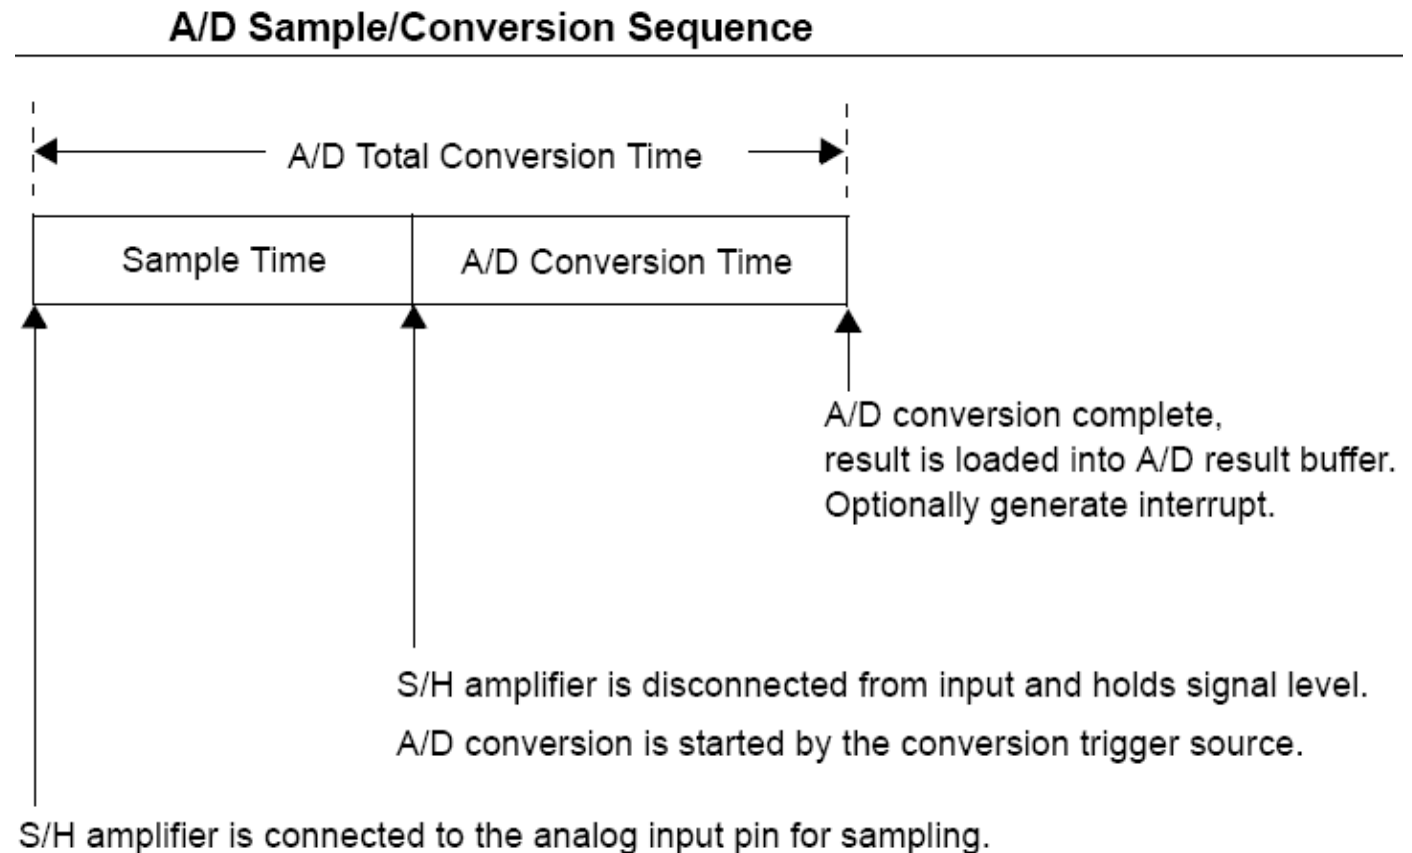 A/D Sample/Conversion Sequence
A/D Total Conversion Time
Sample Time
A/D Conversion Time
A/D conversion complete,
result is loaded into A/D result buffer.
Optionally generate interrupt.
S/H amplifier is disconnected from input and holds signal level.
A/D conversion is started by the conversion trigger source.
S/H amplifier is connected to the analog input pin for sampling.